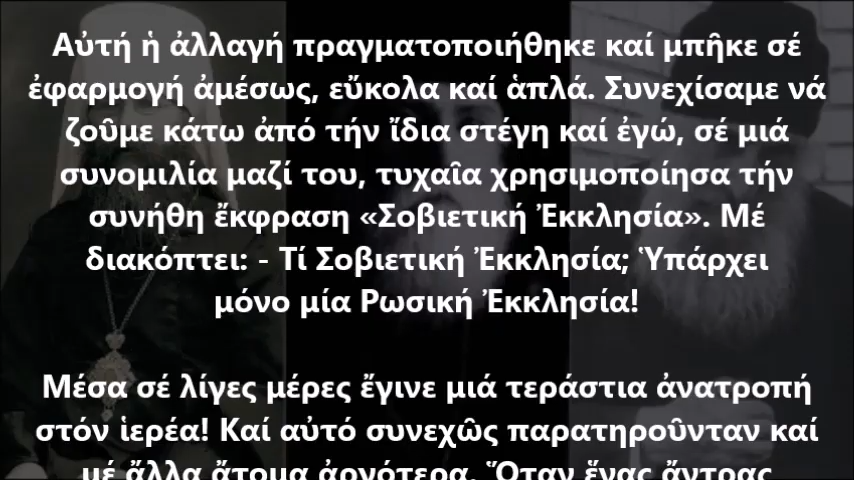 Αὐτή ἡ ἀλλαγή πραγματοποιήθηκε καί μπῆκε σέ
ἐφαρμογή ἀμέσως, εὔκολα καί ἁπλά. Συνεχίσαμε νά
ζοῦμε κάτω ἀπό τήν ἴδια στέγη καί ἐγώ, σέ μιά
συνομιλία μαζί του, τυχαῖα χρησιμοποίησα τήν
συνήθη ἔκφραση «Σοβιετική Ἐκκλησία». Μέ
διακόπτει: - Τί Σοβιετική Ἐκκλησία; Ὑπάρχει
μόνο μία Ρωσική Ἐκκλησία!
Μέσα σέ λίγες μέρες ἔγινε μιά τεράστια ἀνατροπή
στόν ἱερέα! Καί αὐτό συνεχῶς παρατηροῦνταν καί
μέ ἄλλα ἄτομα ἀργότερα. Ὅταν ἕνας ἄντρας